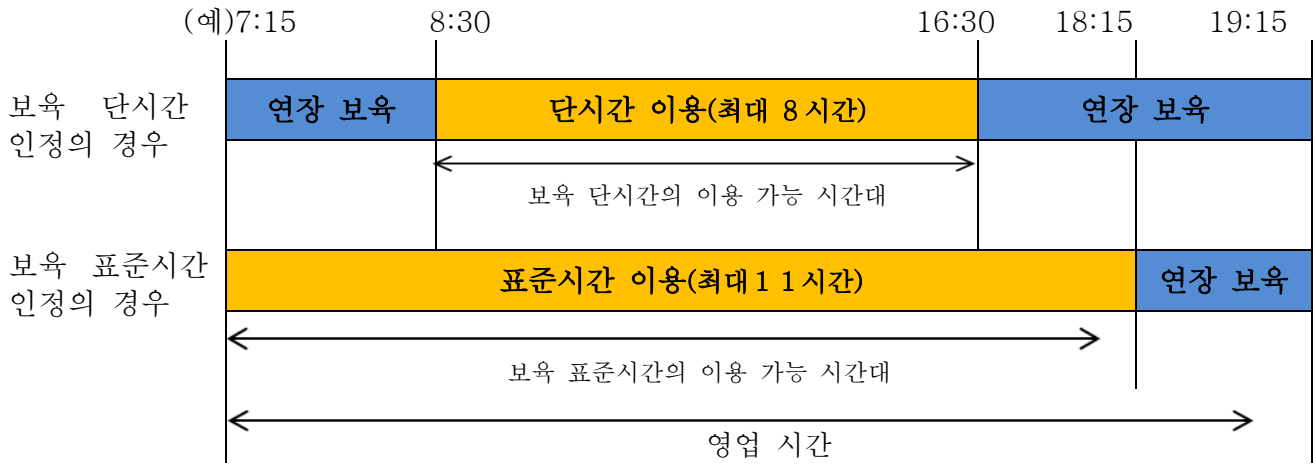 (예)7:15 8:30 16:30 18:15 19:15
보육 단시간
인정의 경우
연장 보육 단시간 이용(최대 8시간) 연장 보육
보육 단시간의 이용 가능 시간대
보육 표준시간
인정의 경우
표준시간 이용(최대11시간) 연장 보육
보육 표준시간의 이용 가능 시간대
영업 시간